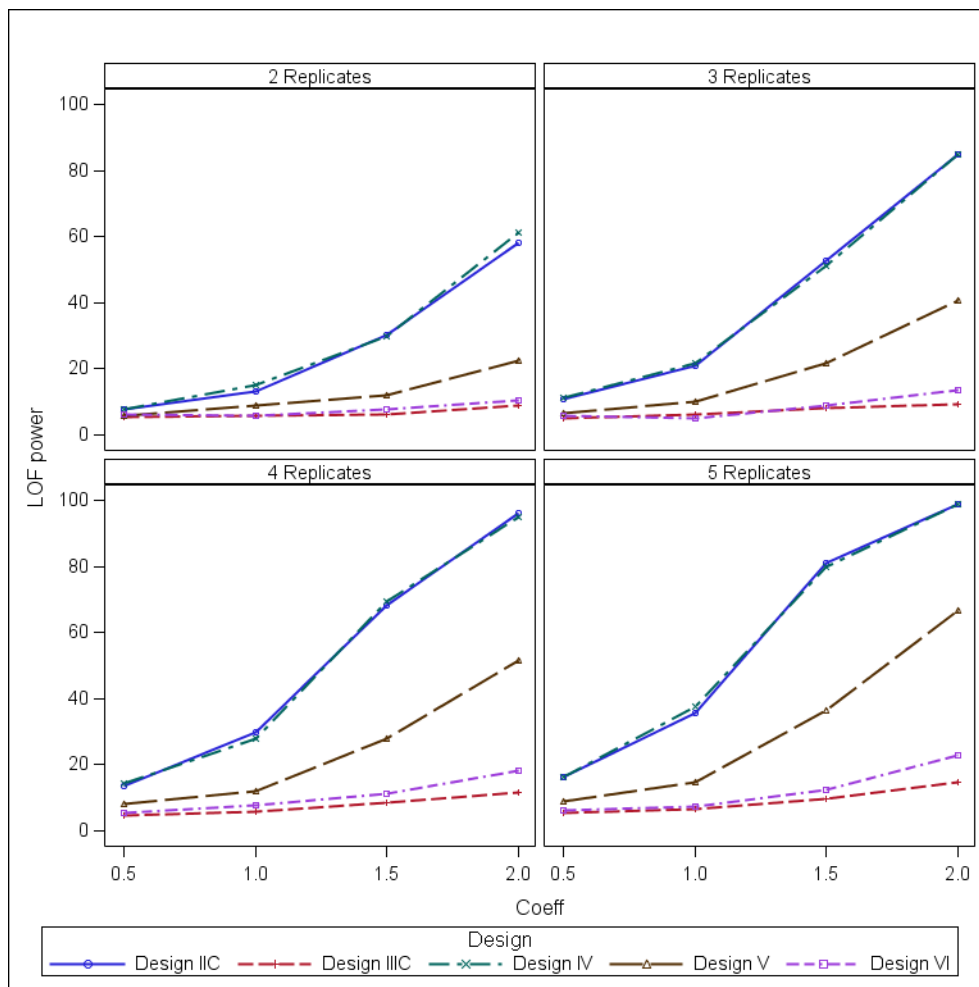 2 Replicates
3 Replicates
100
80
60
40
20
0
LOF power
4 Replicates
5 Replicates
100
80
60
40
20
0
0.5 1.0 1.5 2.0
0.5 1.0 1.5 2.0
Coeff
Design
Design IIC Design IIIC Design IV Design V Design VI